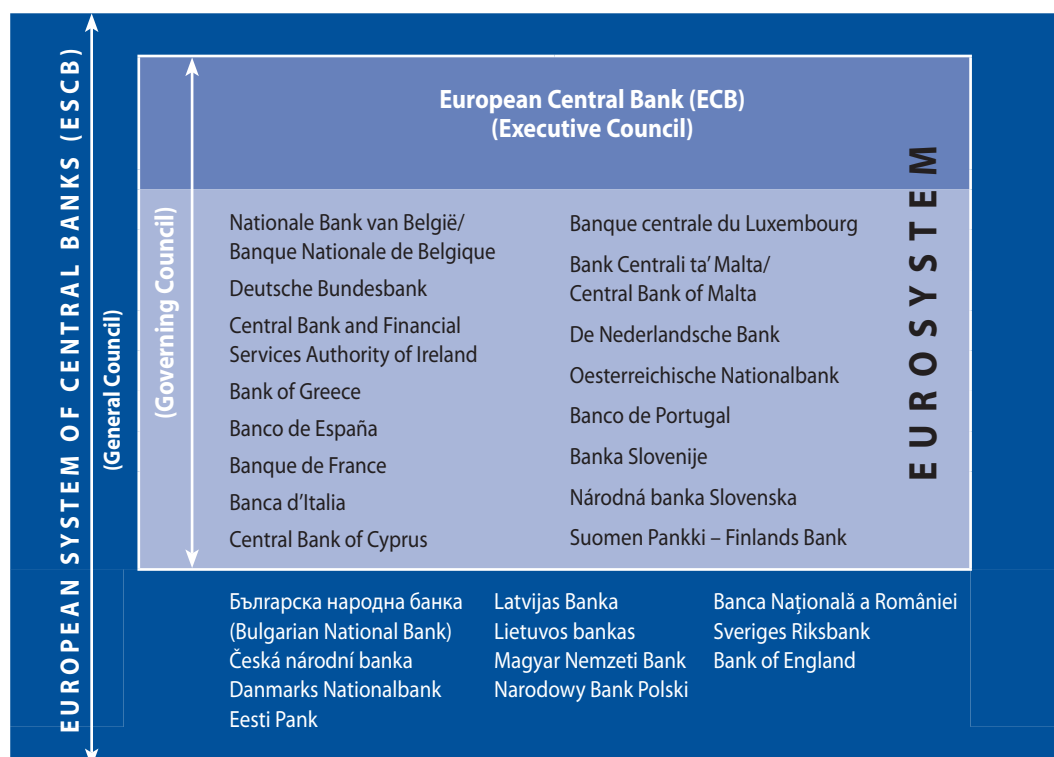 EUROPEAN SYSTEM OF CENTRAL BANKS (ESCB)
(General Council)
(Governing Council)
European Central Bank (ECB)
(Executive Council)
EUROSYSTEM
Nationale Bank van België/
Banque Nationale de Belgique
Deutsche Bundesbank
Central Bank and Financial
Services Authority of Ireland
Bank of Greece
Banco de España
Banque de France
Banca d’Italia
Central Bank of Cyprus
Banque centrale du Luxembourg
Bank Centrali ta’ Malta/
Central Bank of Malta
De Nederlandsche Bank
Oesterreichische Nationalbank
Banco de Portugal
Banka Slovenije
Národná banka Slovenska
Suomen Pankki – Finlands Bank
Българска народна банка
(Bulgarian National Bank)
Česká národní banka
Danmarks Nationalbank
Eesti Pank
Latvijas Banka
Lietuvos bankas
Magyar Nemzeti Bank
Narodowy Bank Polski
Banca Națională a României
Sveriges Riksbank
Bank of England